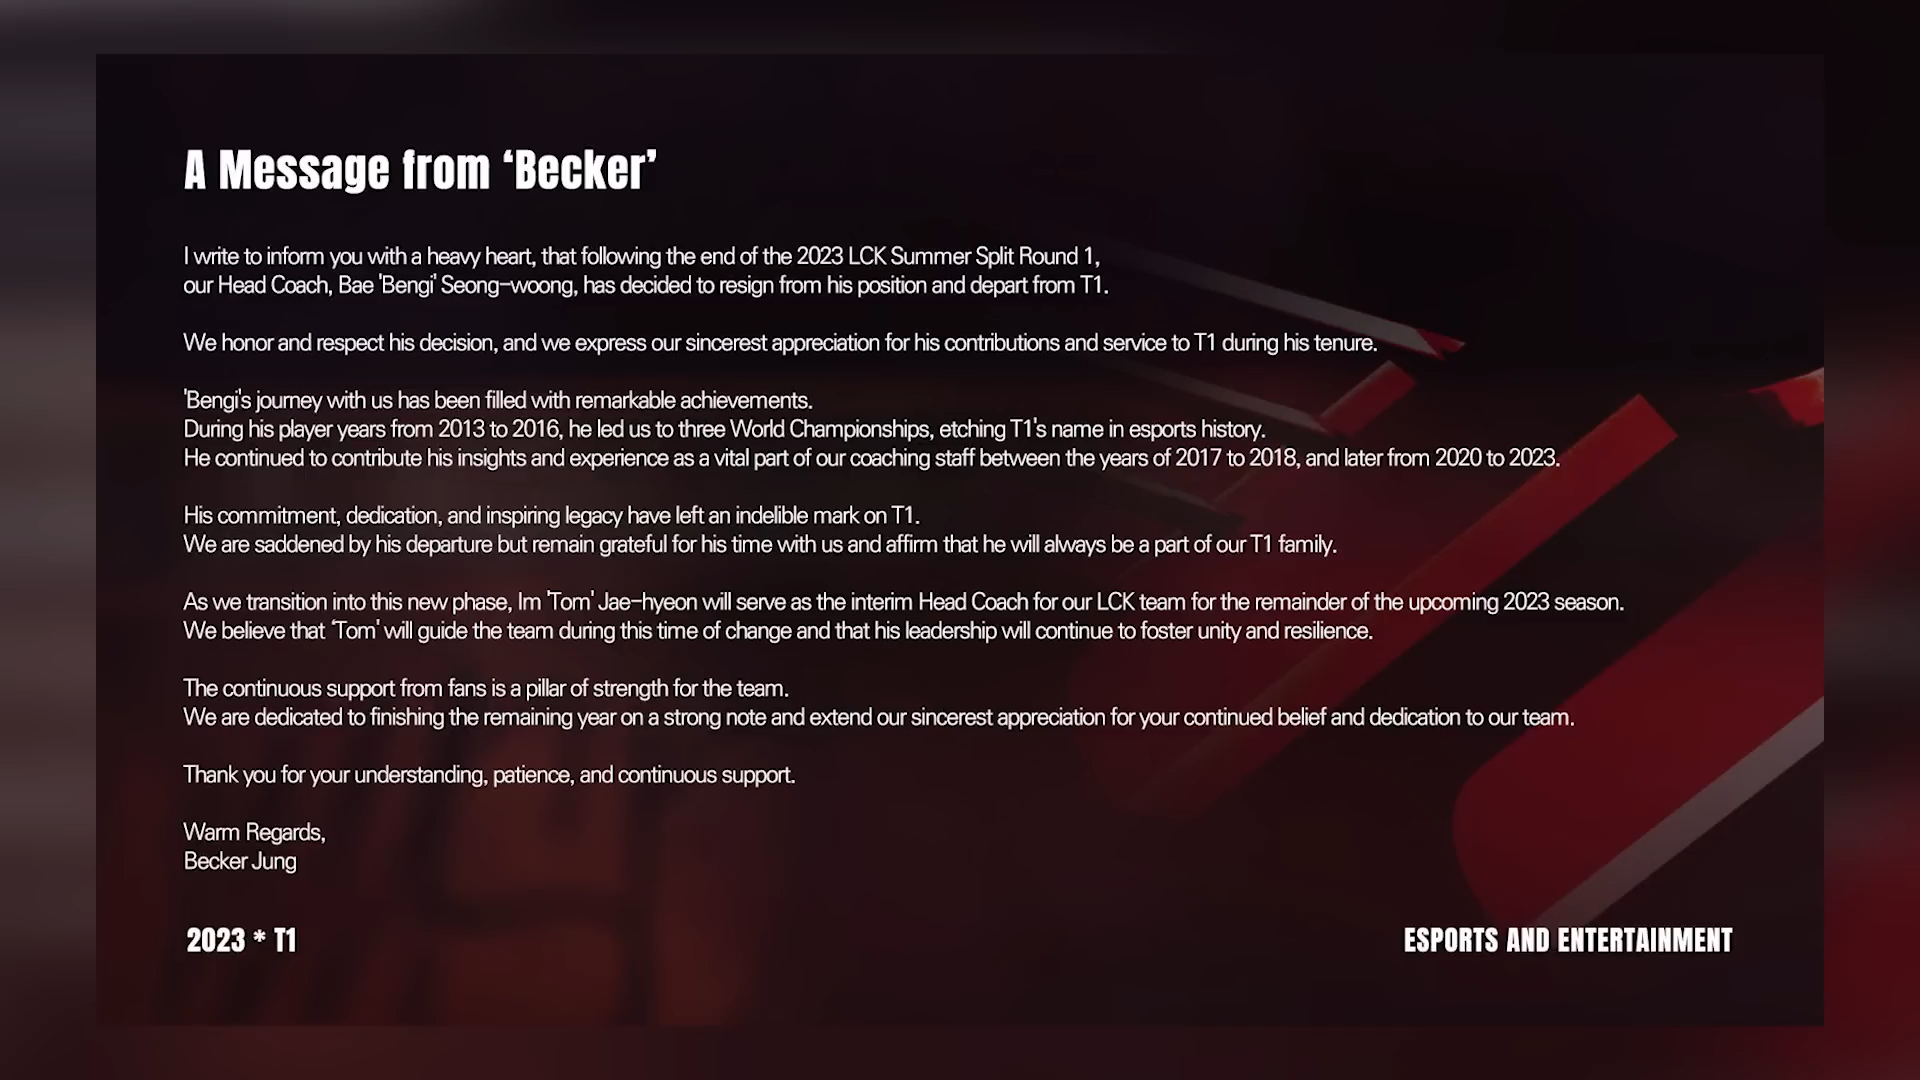 A Message from ‘Becker’
I write to inform you with a heavy heart, that following the end of the 2023 LCK Summer Split Round 1,
our Head Coach, Bae 'Bengi' Seong-woong, has decided to resign from his position and depart from T1.
We honor and respect his decision, and we express our sincerest appreciation for his contributions and service to T1 during his tenure.
'Bengi's journey with us has been filled with remarkable achievements.
During his player years from 2013 to 2016, he led us to three World Championships, etching T1's name in esports history.
He continued to contribute his insights and experience as a vital part of our coaching staff between the years of 2017 to 2018, and later from 2020 to 2023.
His commitment, dedication, and inspiring legacy have left an indelible mark on T1.
We are saddened by his departure but remain grateful for his time with us and affirm that he will always be a part of our T1 family.
As we transition into this new phase, Im 'Tom' Jae-hyeon will serve as the interim Head Coach for our LCK team for the remainder of the upcoming 2023 season.
We believe that ‘Tom' will guide the team during this time of change and that his leadership will continue to foster unity and resilience.
The continuous support from fans is a pillar of strength for the team.
We are dedicated to finishing the remaining year on a strong note and extend our sincerest appreciation for your continued belief and dedication to our team.
Thank you for your understanding, patience, and continuous support.
Warm Regards,
Becker Jung
2023 * T1
ESPORTS AND ENTERTAINMENT